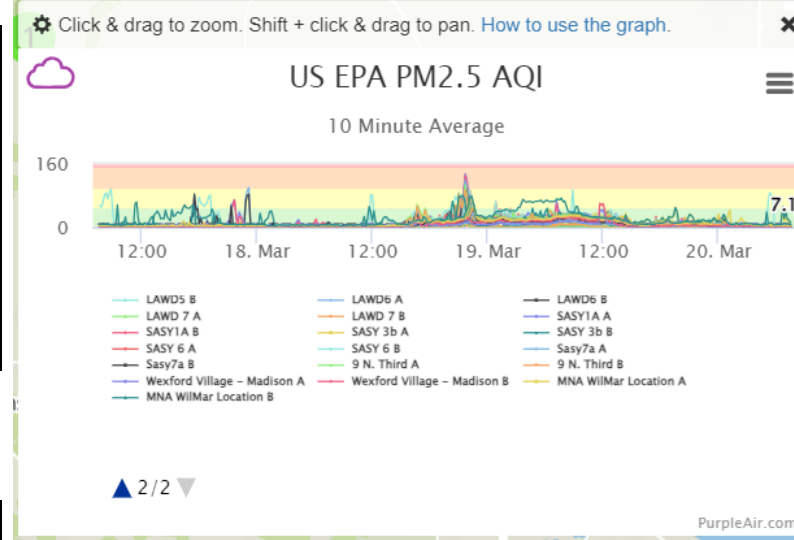 Click & drag to zoom. Shift + click & drag to pan. How to use the graph.
US EPA PM2.5 AQI
10 Minute Average
160
0
7.1
12:00 18. Mar 12:00 19. Mar 12:00 20. Mar
LAWD5 B LAWD6 A LAWD6 B
LAWD 7 A LAWD 7 B SASY1A A
SASY1A B SASY 3b A SASY 3b B
SASY 6 A SASY 6 B Sasy7a A
Sasy7a B 9 N. Third A 9 N. Third B
Wexford Village – Madison A Wexford Village – Madison B MNA WilMar Location A
MNA WilMar Location B
2/2
PurpleAir.com